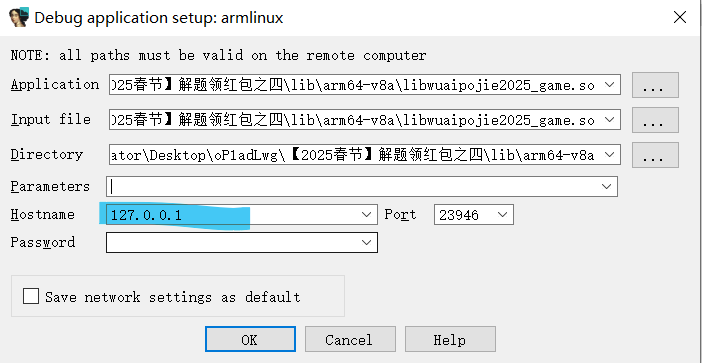 Debug application setup: armlinux
NOTE: all paths must be valid on the remote computer
Application 025春节】解题领红包之四\lib\arm64-v8a\libwuaipojie2025_game.so ...
Input file 025春节】解题领红包之四\lib\arm64-v8a\libwuaipojie2025_game.so ...
Directory ator\Desktop\oP1adLwg\【2025春节】解题领红包之四\lib\arm64-v8a ...
Parameters
Hostname 127.0.0.1 Port 23946
Password
Save network settings as default
OK Cancel Help